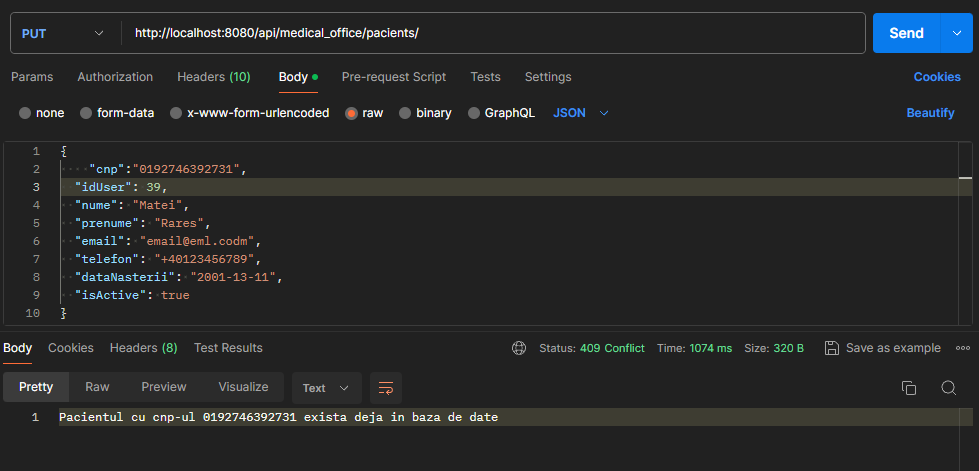 PUT http://localhost:8080/api/medical_office/pacients/ Send
Params Authorization Headers (10) Body Pre-request Script Tests Settings Cookies
none form-data x-www-form-urlencoded raw binary GraphQL JSON Beautify
1 {
2 "cnp":"0192746392731",
3 "idUser": 39,
4 "nume": "Matei",
5 "prenume": "Rares",
6 "email": "email@eml.codm",
7 "telefon": "+40123456789",
8 "dataNasterii": "2001-13-11",
9 "isActive": true
10 }
Body Cookies Headers (8) Test Results Status: 409 Conflict Time: 1074 ms Size: 320 B Save as example
Pretty Raw Preview Visualize Text
1 Pacientul cu cnp-ul 0192746392731 exista deja in baza de date